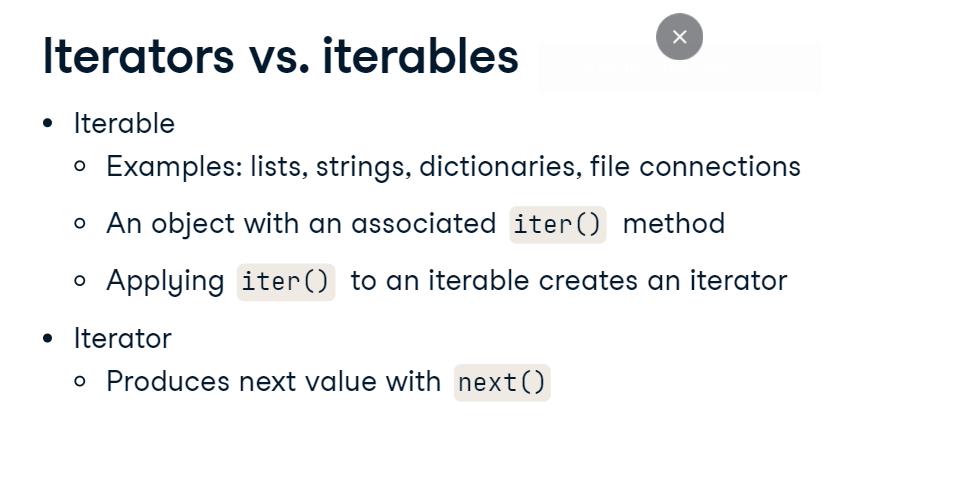 Iterators vs. iterables
• Iterable
○ Examples: lists, strings, dictionaries, file connections
○ An object with an associated iter() method
○ Applying iter() to an iterable creates an iterator
• Iterator
○ Produces next value with next()